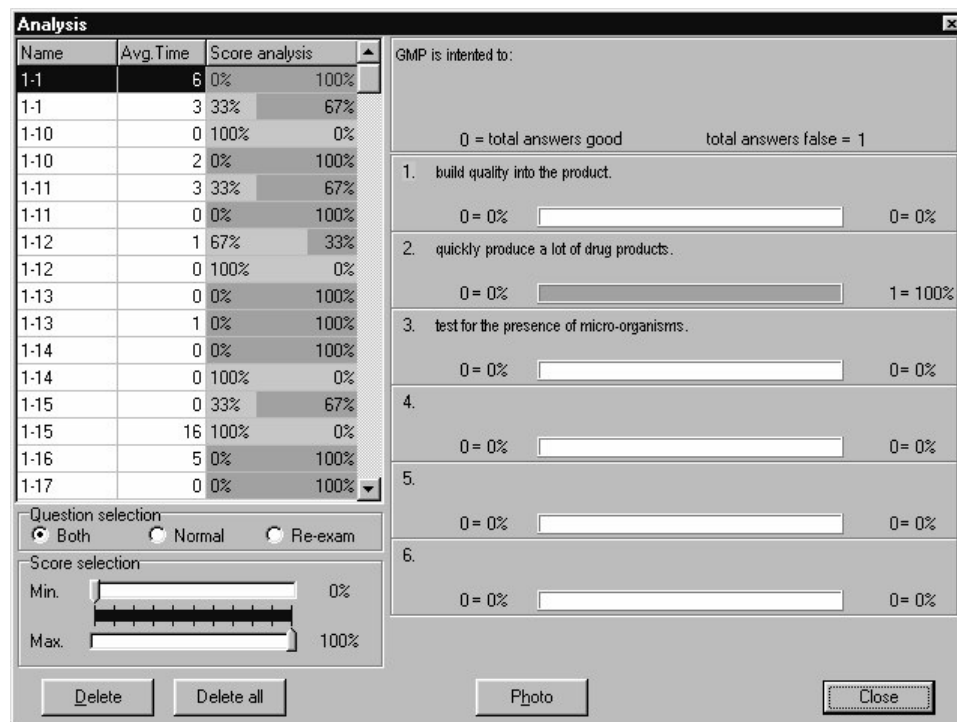 Analysis
Name Avg.Time Score analysis
1-1 6 0% 100%
1-1 3 33% 67%
1-10 0 100% 0%
1-10 2 0% 100%
1-11 3 33% 67%
1-11 0 0% 100%
1-12 1 67% 33%
1-12 0 100% 0%
1-13 0 0% 100%
1-13 1 0% 100%
1-14 0 0% 100%
1-14 0 100% 0%
1-15 0 33% 67%
1-15 16 100% 0%
1-16 5 0% 100%
1-17 0 0% 100%
Question selection
Both Normal Re-exam
Score selection
Min. 0%
Max. 100%
GMP is intented to:
0 = total answers good total answers false = 1
1. build quality into the product.
0 = 0% 0 = 0%
2. quickly produce a lot of drug products.
0 = 0% 1 = 100%
3. test for the presence of micro-organisms.
0 = 0% 0 = 0%
4.
0 = 0% 0 = 0%
5.
0 = 0% 0 = 0%
6.
0 = 0% 0 = 0%
Delete Delete all Photo Close